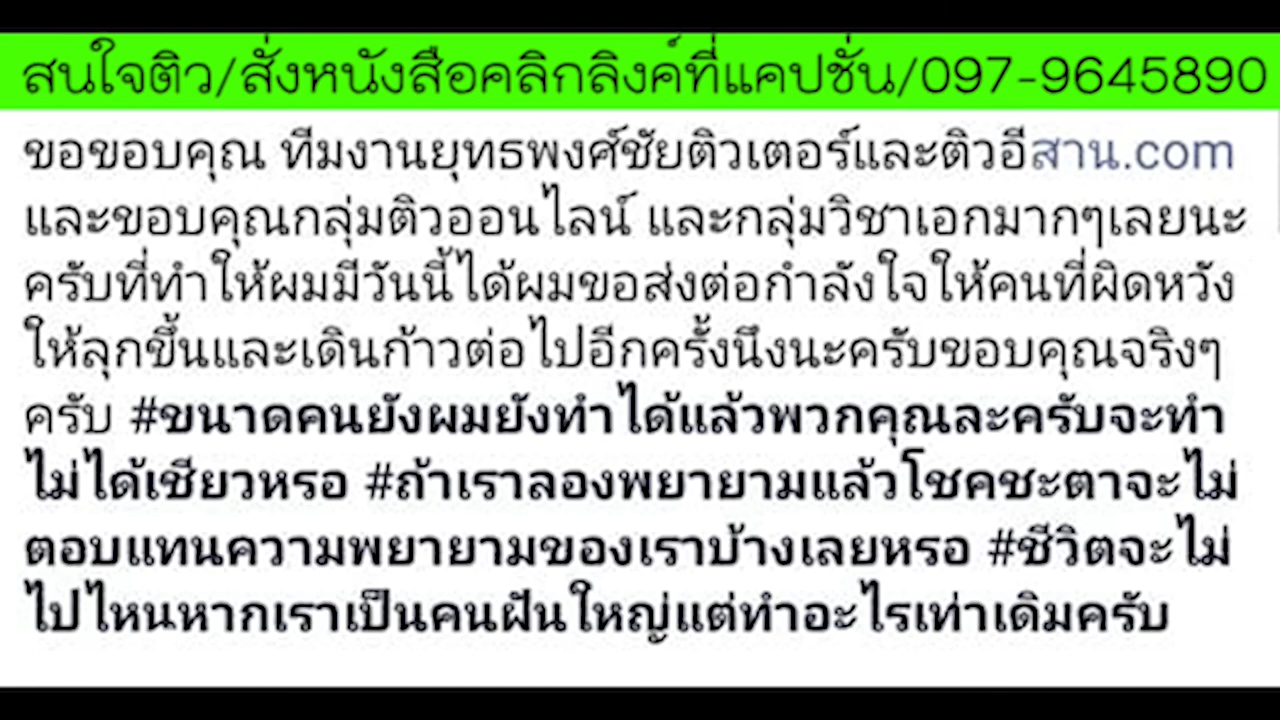 สนใจติว/สั่งหนังสือคลิกลิงค์ที่แคปชั่น/097-9645890
ขอขอบคุณ ทีมงานยุทธพงศ์ชัยติวเตอร์และติวอีสาน.com
และขอบคุณกลุ่มติวออนไลน์ และกลุ่มวิชาเอกมากๆเลยนะ
ครับที่ทำให้ผมมีวันนี้ได้ผมขอส่งต่อกำลังใจให้คนที่ผิดหวัง
ให้ลุกขึ้นและเดินก้าวต่อไปอีกครั้งนึงนะครับขอบคุณจริงๆ
ครับ #ขนาดคนยังผมยังทำได้แล้วพวกคุณละครับจะทำ
ไม่ได้เชียวหรอ #ถ้าเราลองพยายามแล้วโชคชะตาจะไม่
ตอบแทนความพยายามของเราบ้างเลยหรอ #ชีวิตจะไม่
ไปไหนหากเราเป็นคนฝันใหญ่แต่ทำอะไรเท่าเดิมครับ